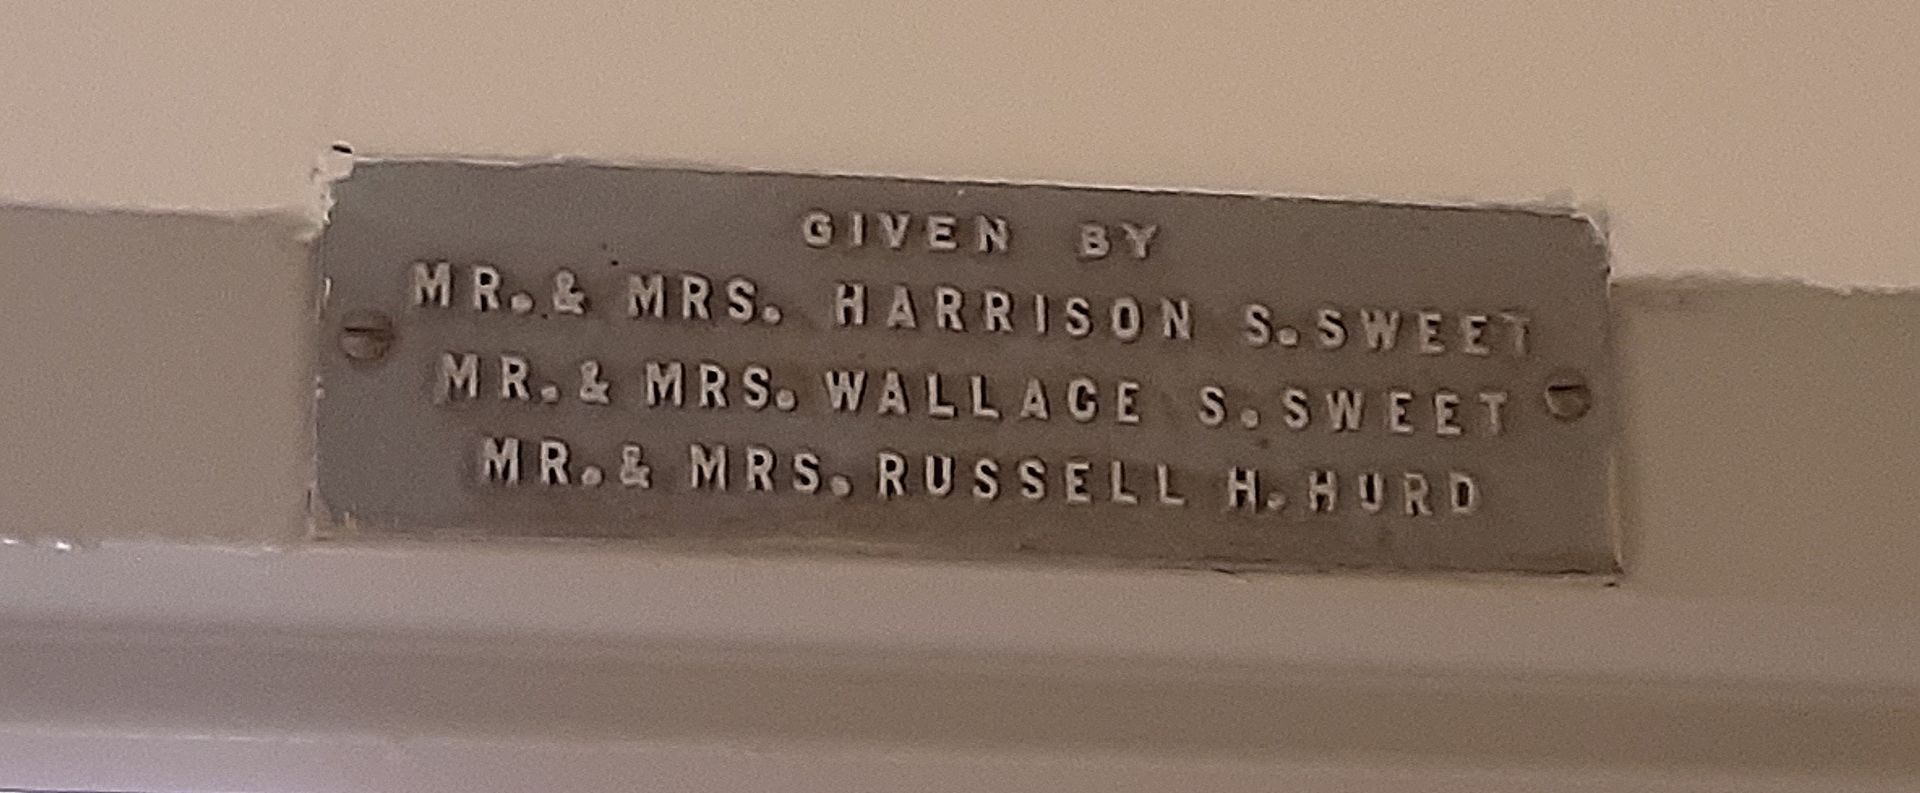 GIVEN BY
MR. & MRS. HARRISON S. SWEET
MR. & MRS. WALLACE S. SWEET
MR. & MRS. RUSSELL H. HURD